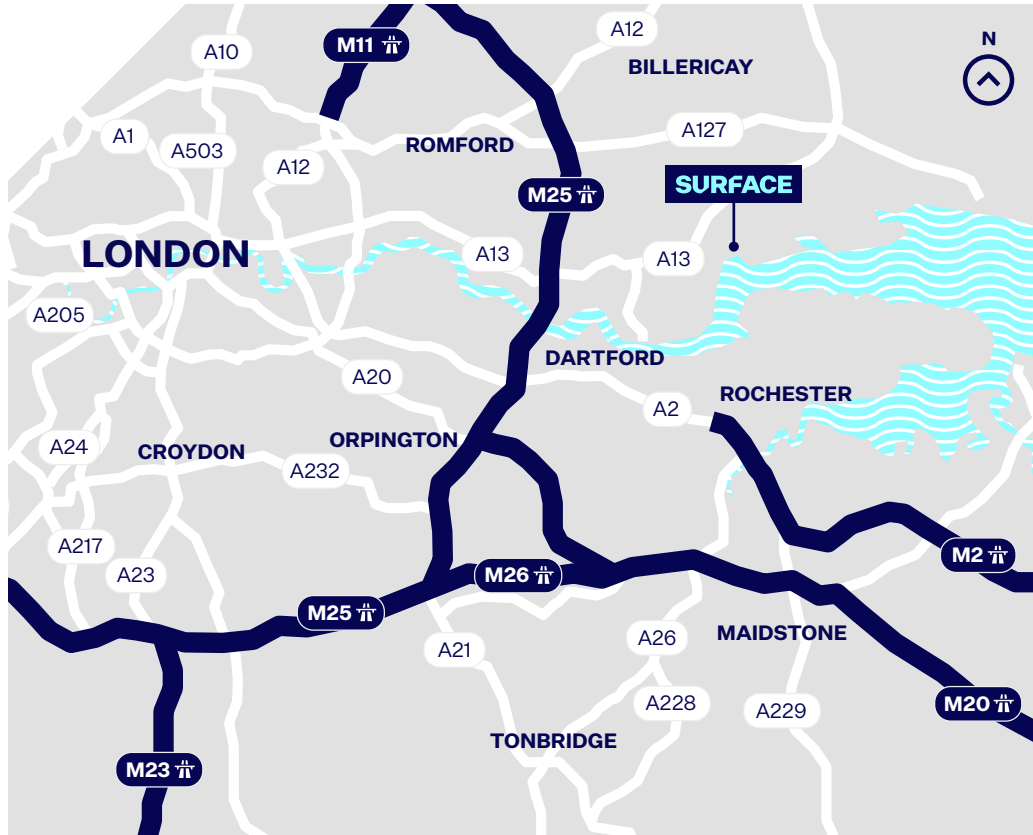 A12
N
M11
A10
BILLERICAY
A127
A1
A503
ROMFORD
A12
SURFACE
M25
LONDON
A13
A13
A205
DARTFORD
A20
ROCHESTER
A2
A24
CROYDON
ORPINGTON
A232
A217
M2
A23
M26
M25
MAIDSTONE
A21
A26
A228
M20
A229
TONBRIDGE
M23